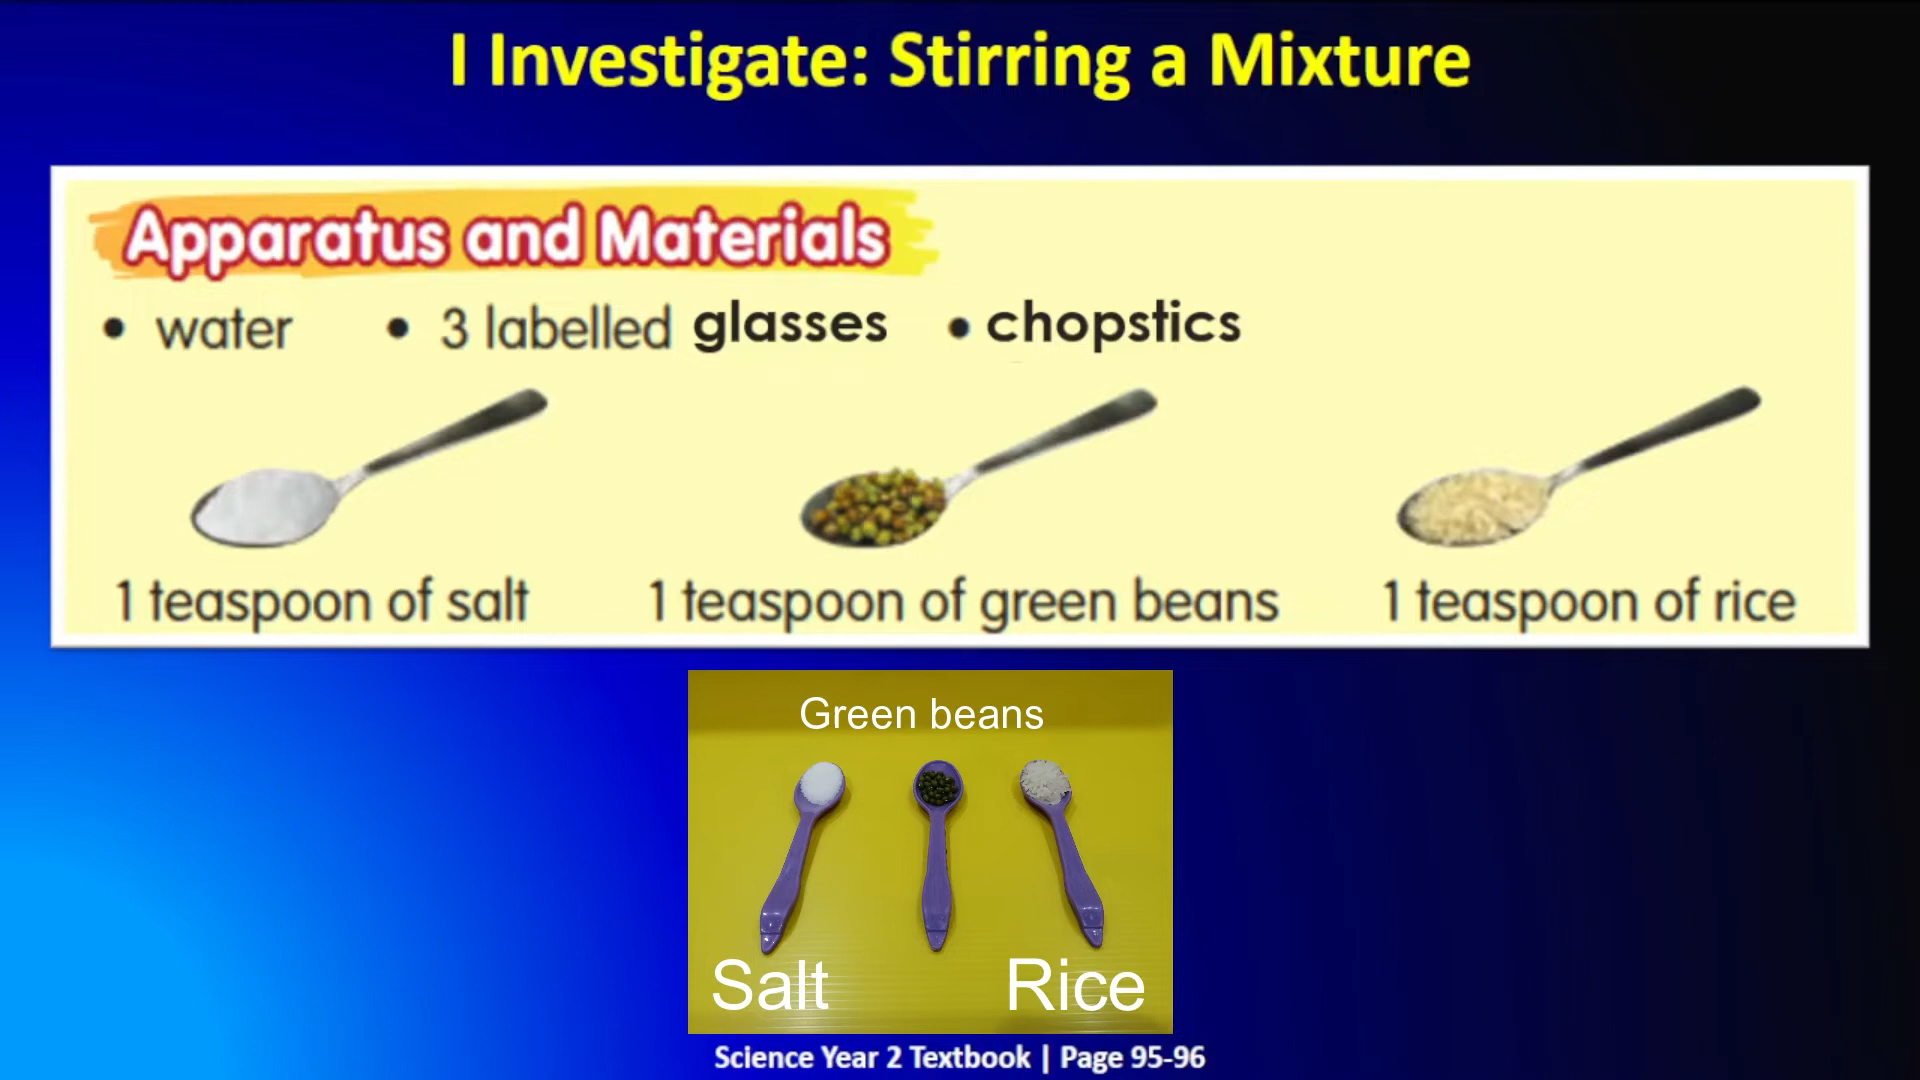 I Investigate: Stirring a Mixture
Apparatus and Materials
• water • 3 labelled glasses • chopstics
1 teaspoon of salt 1 teaspoon of green beans 1 teaspoon of rice
Green beans
Salt Rice
Science Year 2 Textbook | Page 95-96